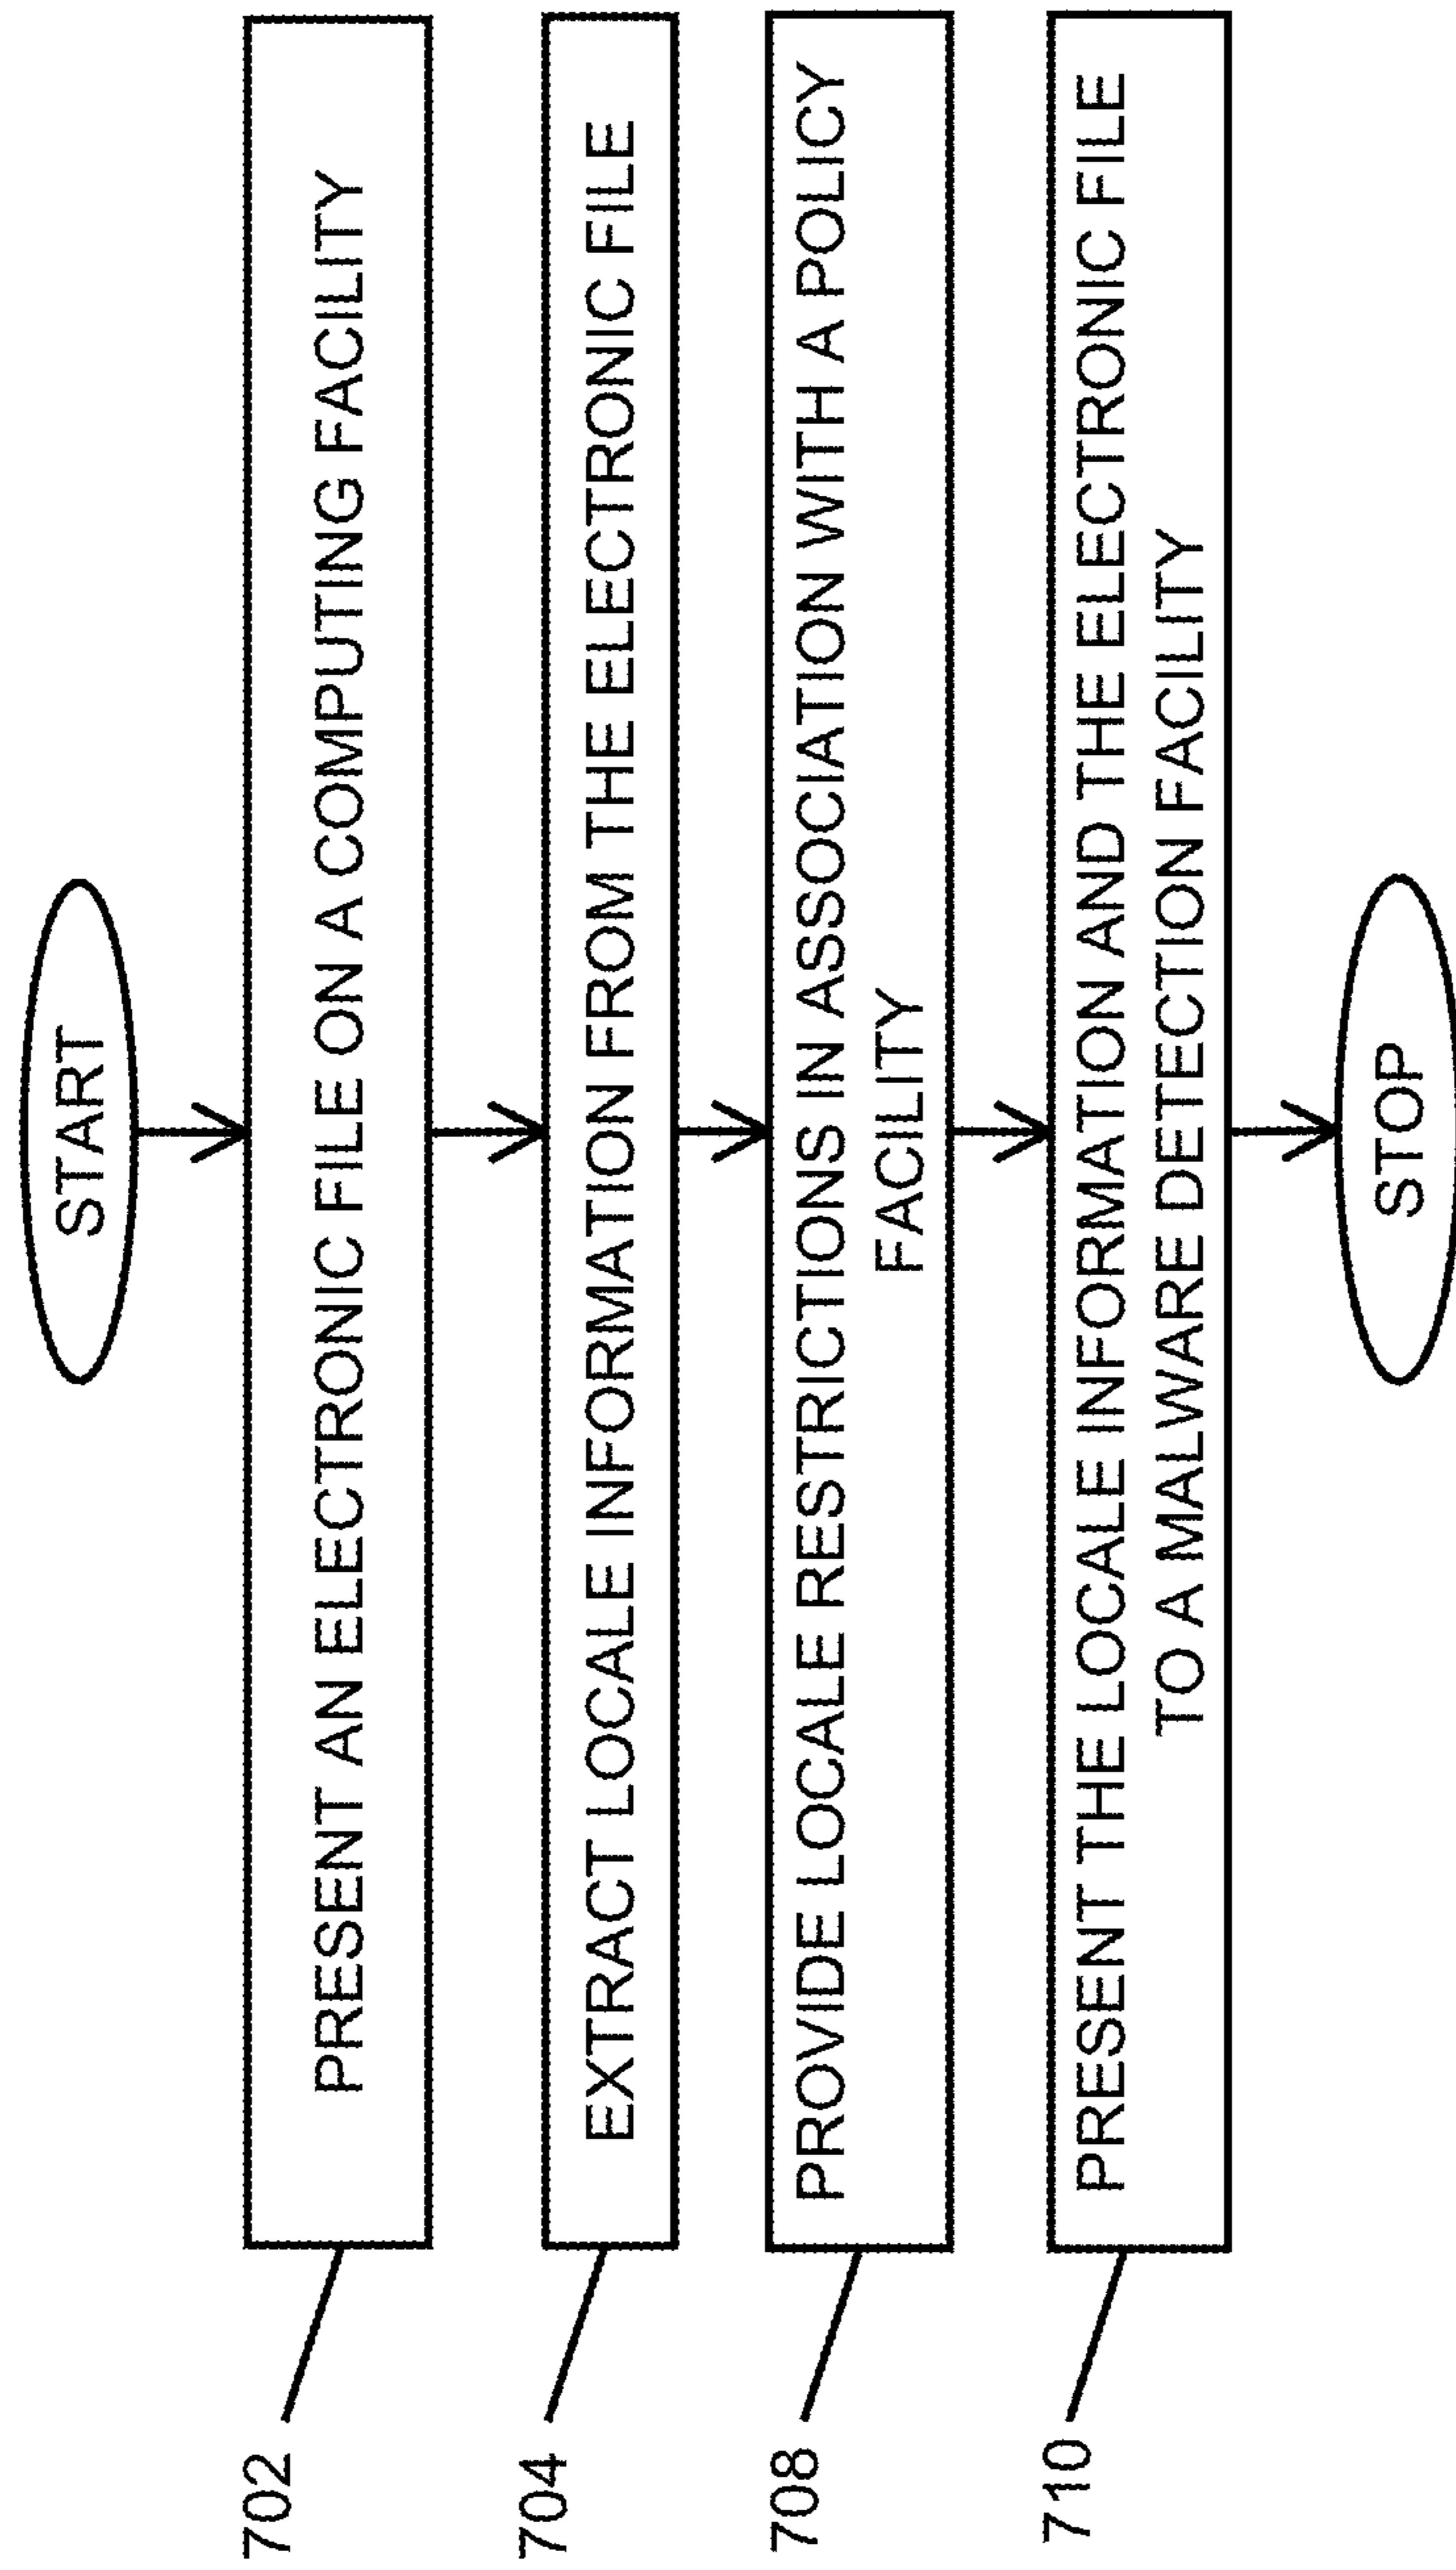 START
702
PRESENT AN ELECTRONIC FILE ON A COMPUTING FACILITY
704
EXTRACT LOCALE INFORMATION FROM THE ELECTRONIC FILE
708
PROVIDE LOCALE RESTRICTIONS IN ASSOCIATION WITH A POLICY
FACILITY
710
PRESENT THE LOCALE INFORMATION AND THE ELECTRONIC FILE
TO A MALWARE DETECTION FACILITY
STOP